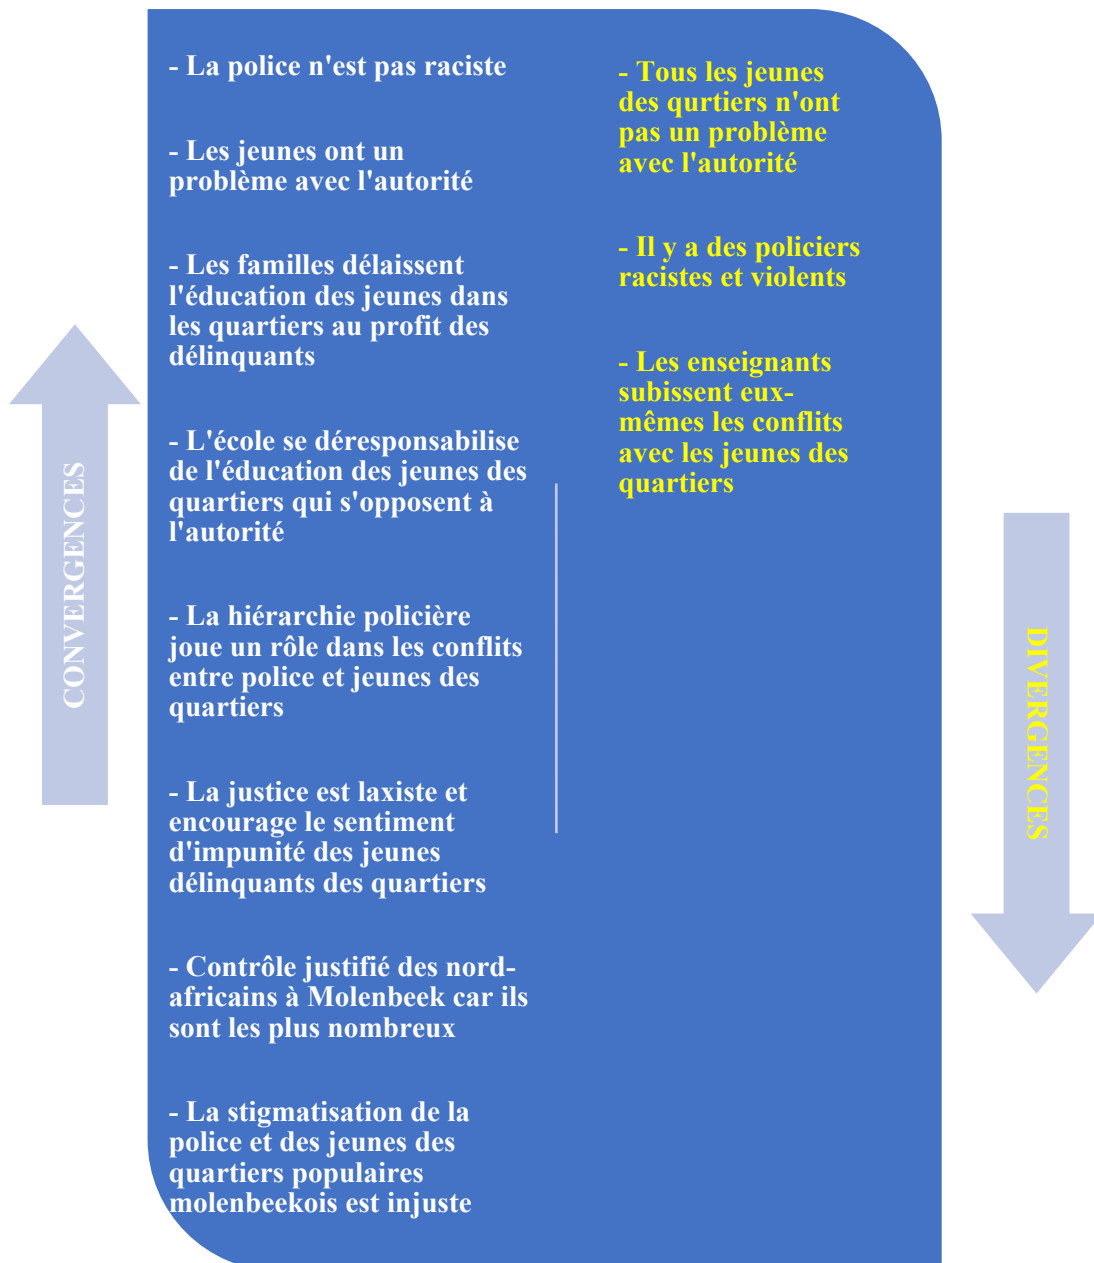 CONVERGENCES
- La police n'est pas raciste
- Les jeunes ont un
problème avec l'autorité
- Les familles délaissent
l'éducation des jeunes dans
les quartiers au profit des
délinquants
- L'école se déresponsabilise
de l'éducation des jeunes des
quartiers qui s'opposent à
l'autorité
- La hiérarchie policière
joue un rôle dans les conflits
entre police et jeunes des
quartiers
- La justice est laxiste et
encourage le sentiment
d'impunité des jeunes
délinquants des quartiers
- Contrôle justifié des nord-
africains à Molenbeek car ils
sont les plus nombreux
- La stigmatisation de la
police et des jeunes des
quartiers populaires
molenbeekois est injuste
- Tous les jeunes
des qurtiers n'ont
pas un problème
avec l'autorité
- Il y a des policiers
racistes et violents
- Les enseignants
subissent eux-
mêmes les conflits
avec les jeunes des
quartiers
DIVERGENCES